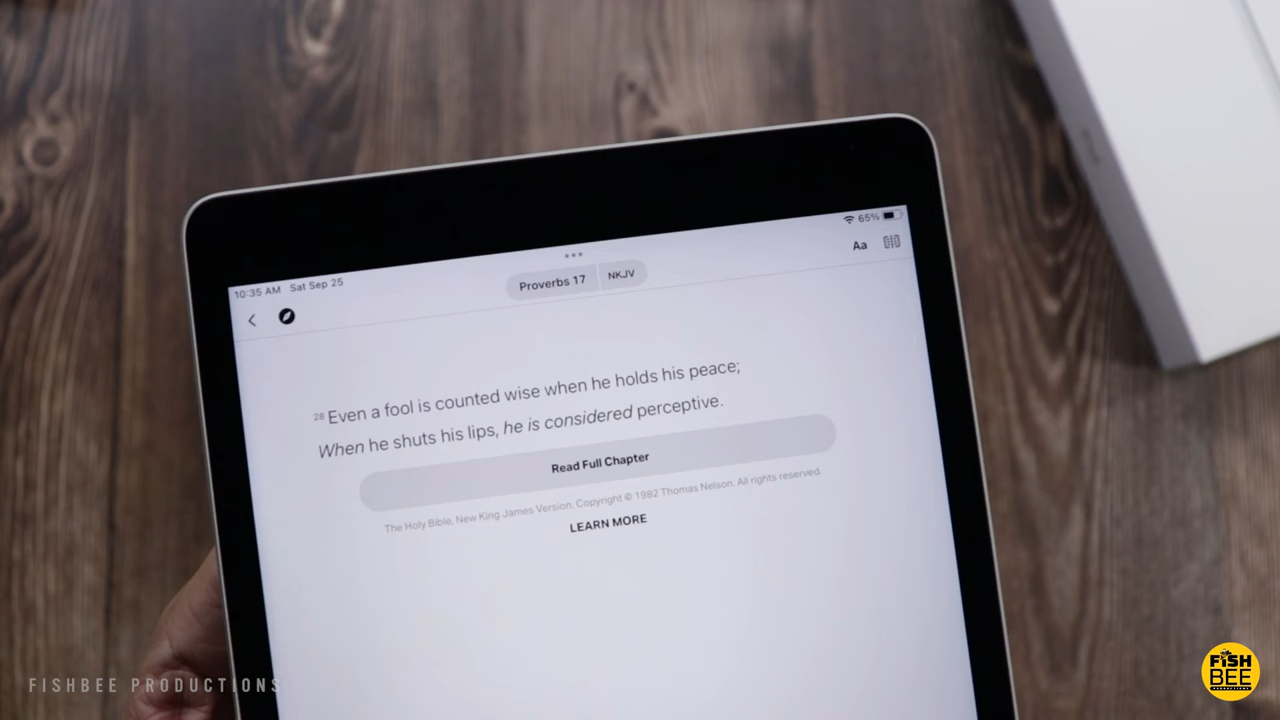 10:35 AM Sat Sep 25
65%
Proverbs 17 NKJV
Aa
28 Even a fool is counted wise when he holds his peace;
When he shuts his lips, he is considered perceptive.
Read Full Chapter
The Holy Bible, New King James Version, Copyright © 1982 Thomas Nelson. All rights reserved.
LEARN MORE
FISHBEE PRODUCTIONS
FISH
BEE
PRODUCTIONS